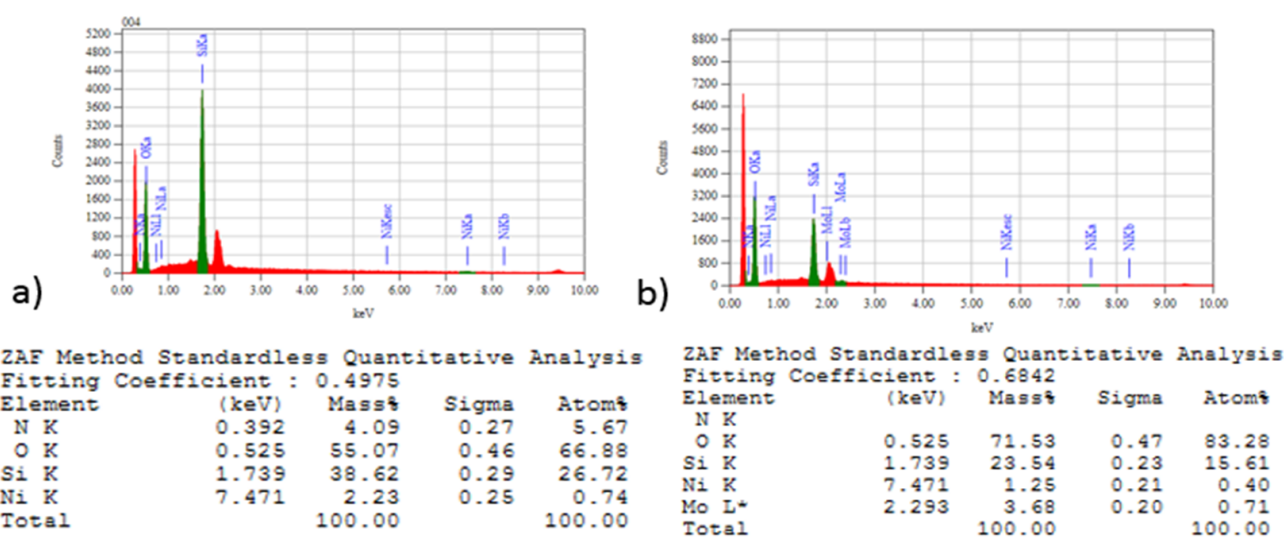 004
5200
4800
4400
4000
3600
3200
2800
2400
2000
1600
1200
800
400
0
Counts
NKa
OKa
NiLl
NiLa
SiKa
NiKesc
NiKa
NiKb
0.00 1.00 2.00 3.00 4.00 5.00 6.00 7.00 8.00 9.00 10.00
keV
a)
ZAF Method Standardless Quantitative Analysis
Fitting Coefficient : 0.4975
Element (keV) Mass% Sigma Atom%
N K 0.392 4.09 0.27 5.67
O K 0.525 55.07 0.46 66.88
Si K 1.739 38.62 0.29 26.72
Ni K 7.471 2.23 0.25 0.74
Total 100.00 100.00
8800
8000
7200
6400
5600
4800
4000
3200
2400
1600
800
0
Counts
NKa
OKa
NiLl
NiLa
SiKa
MoLl
MoLa
MoLb
NiKesc
NiKa
NiKb
0.00 1.00 2.00 3.00 4.00 5.00 6.00 7.00 8.00 9.00 10.00
keV
b)
ZAF Method Standardless Quantitative Analysis
Fitting Coefficient : 0.6842
Element (keV) Mass% Sigma Atom%
N K
O K 0.525 71.53 0.47 83.28
Si K 1.739 23.54 0.23 15.61
Ni K 7.471 1.25 0.21 0.40
Mo L* 2.293 3.68 0.20 0.71
Total 100.00 100.00